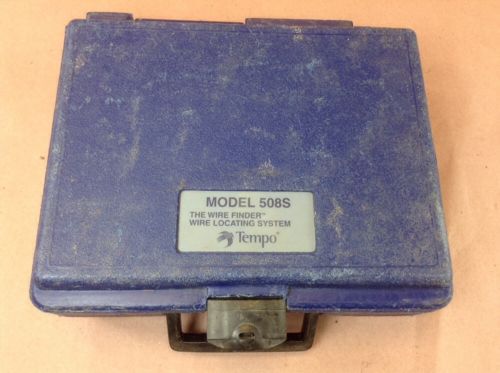 MODEL 508S
THE WIRE FINDER™
WIRE LOCATING SYSTEM
Tempo®